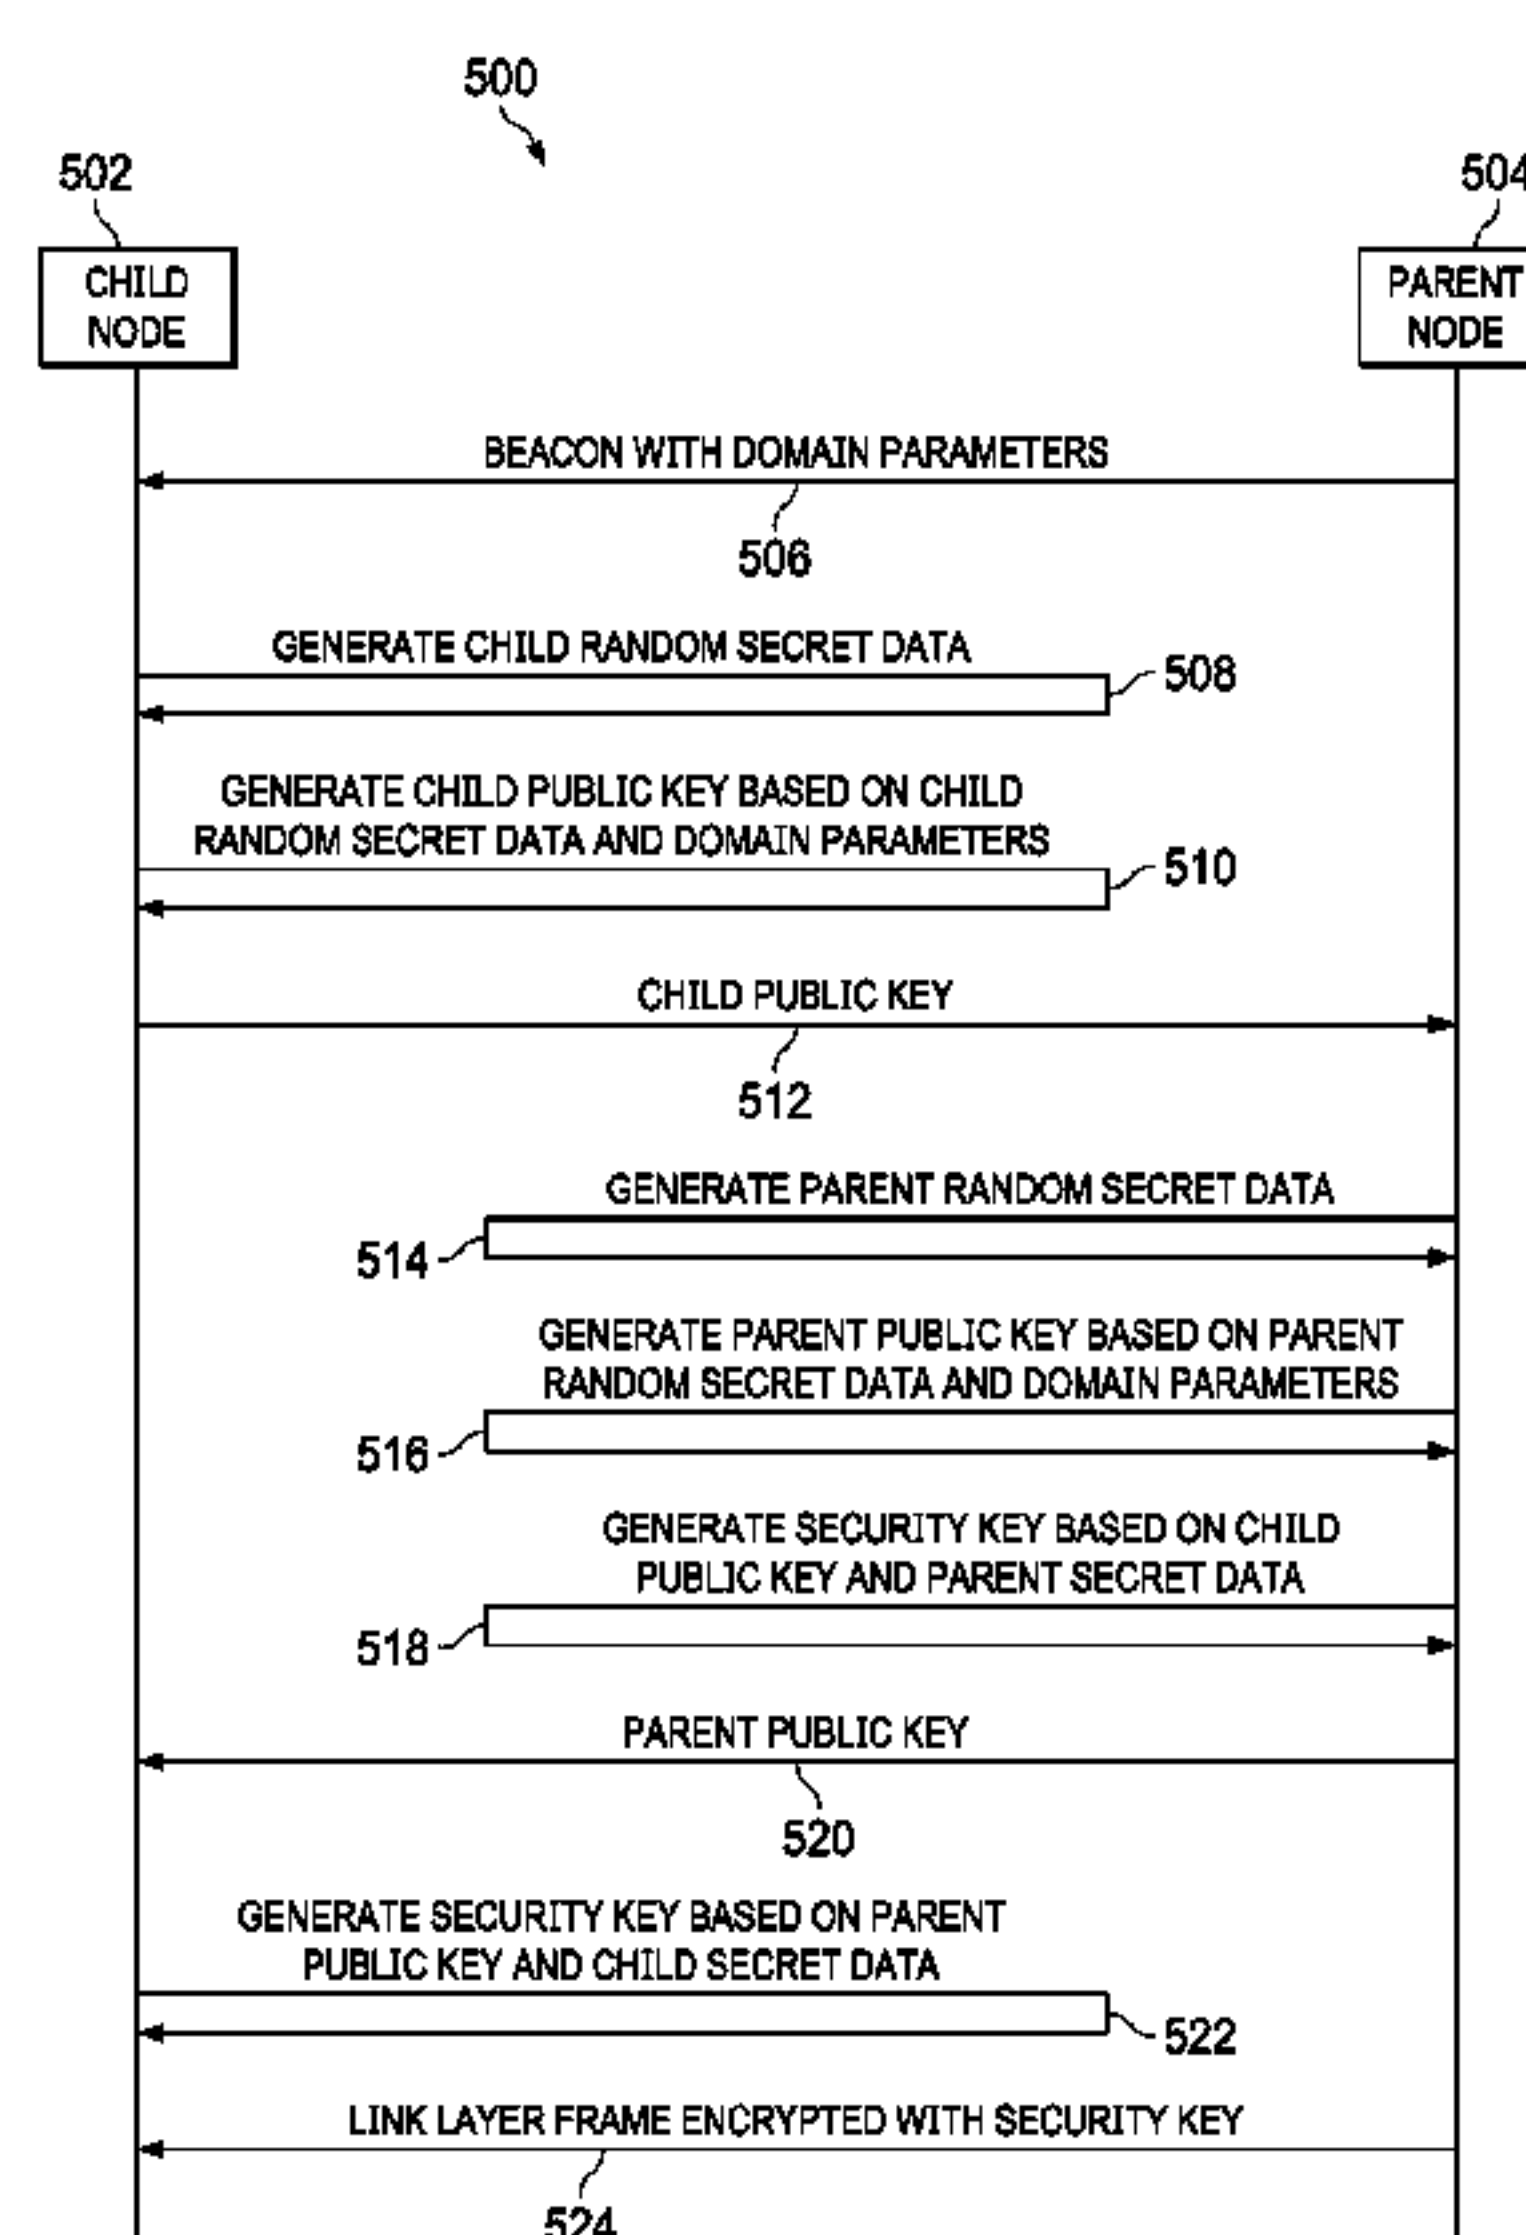 500
502
504
CHILD
NODE
PARENT
NODE
BEACON WITH DOMAIN PARAMETERS
506
GENERATE CHILD RANDOM SECRET DATA
508
GENERATE CHILD PUBLIC KEY BASED ON CHILD
RANDOM SECRET DATA AND DOMAIN PARAMETERS
510
CHILD PUBLIC KEY
512
GENERATE PARENT RANDOM SECRET DATA
514
GENERATE PARENT PUBLIC KEY BASED ON PARENT
RANDOM SECRET DATA AND DOMAIN PARAMETERS
516
GENERATE SECURITY KEY BASED ON CHILD
PUBLIC KEY AND PARENT SECRET DATA
518
PARENT PUBLIC KEY
520
GENERATE SECURITY KEY BASED ON PARENT
PUBLIC KEY AND CHILD SECRET DATA
522
LINK LAYER FRAME ENCRYPTED WITH SECURITY KEY
524